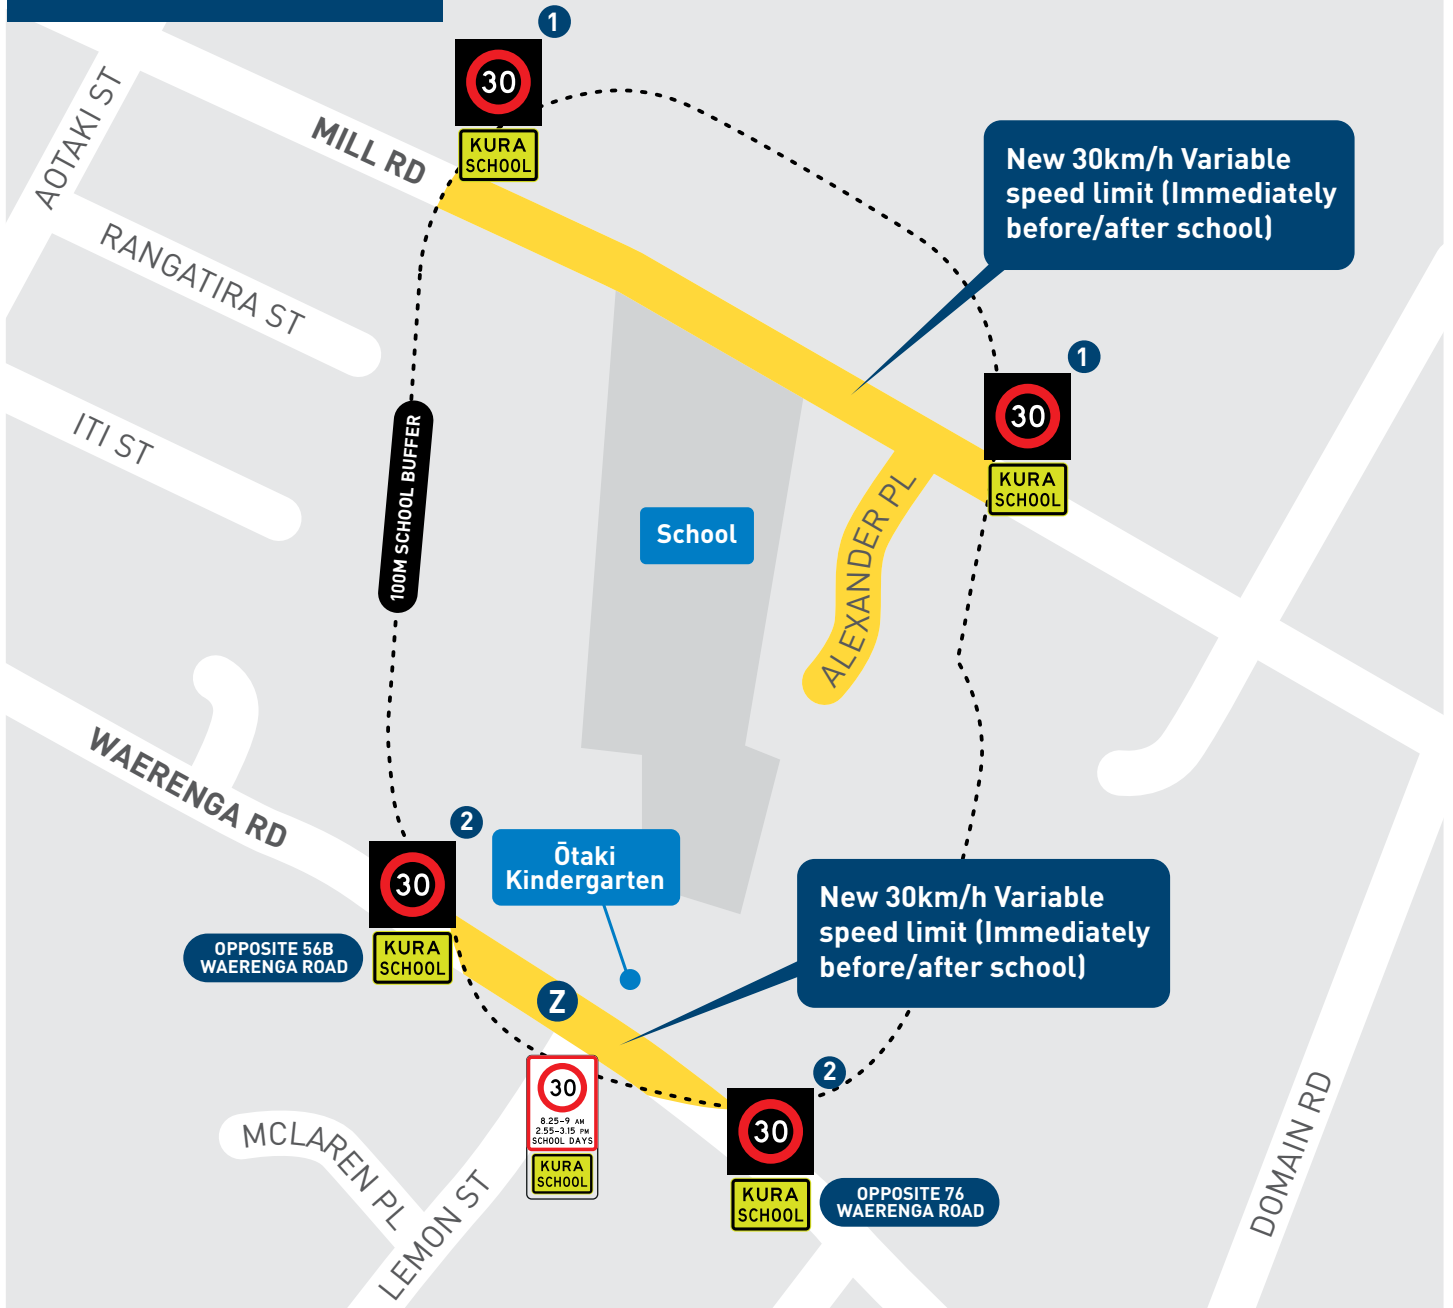 1
30
KURA
SCHOOL
MILL RD
AOTAKI ST
New 30km/h Variable
speed limit (Immediately
before/after school)
RANGATIRA ST
1
30
KURA
SCHOOL
ITI ST
100M SCHOOL BUFFER
School
ALEXANDER PL
WAERENGA RD
2
30
KURA
SCHOOL
OPPOSITE 56B
WAERENGA ROAD
Ōtaki
Kindergarten
New 30km/h Variable
speed limit (Immediately
before/after school)
Z
30
8.25-9 AM
2.55-3.15 PM
SCHOOL DAYS
KURA
SCHOOL
2
30
KURA
SCHOOL
OPPOSITE 76
WAERENGA ROAD
MCLAREN PL
LEMON ST
DOMAIN RD